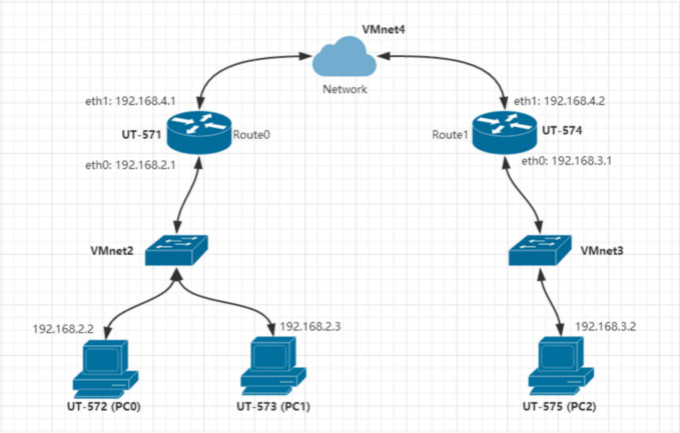 VMnet4
Network
eth1: 192.168.4.1
eth1: 192.168.4.2
UT-571
Route0
Route1
UT-574
eth0: 192.168.2.1
eth0: 192.168.3.1
VMnet2
VMnet3
192.168.2.2
192.168.2.3
192.168.3.2
UT-572 (PC0)
UT-573 (PC1)
UT-575 (PC2)